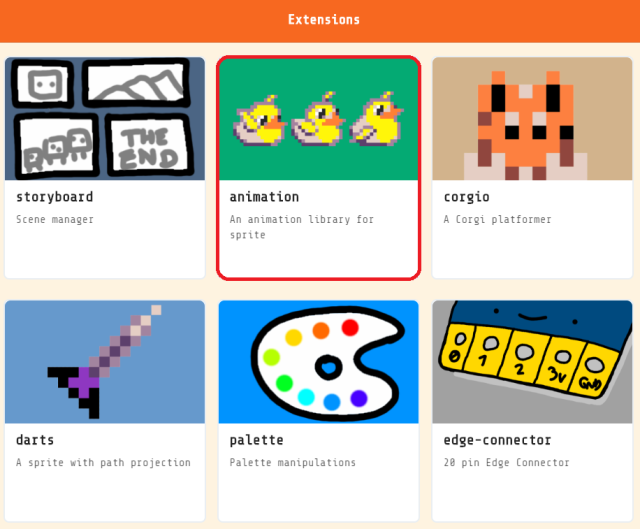 Extensions
THE
END
storyboard
Scene manager
animation
An animation library for
sprite
corgio
A Corgi platformer
0 1 2 3V GND
darts
A sprite with path projection
palette
Palette manipulations
edge-connector
20 pin Edge Connector